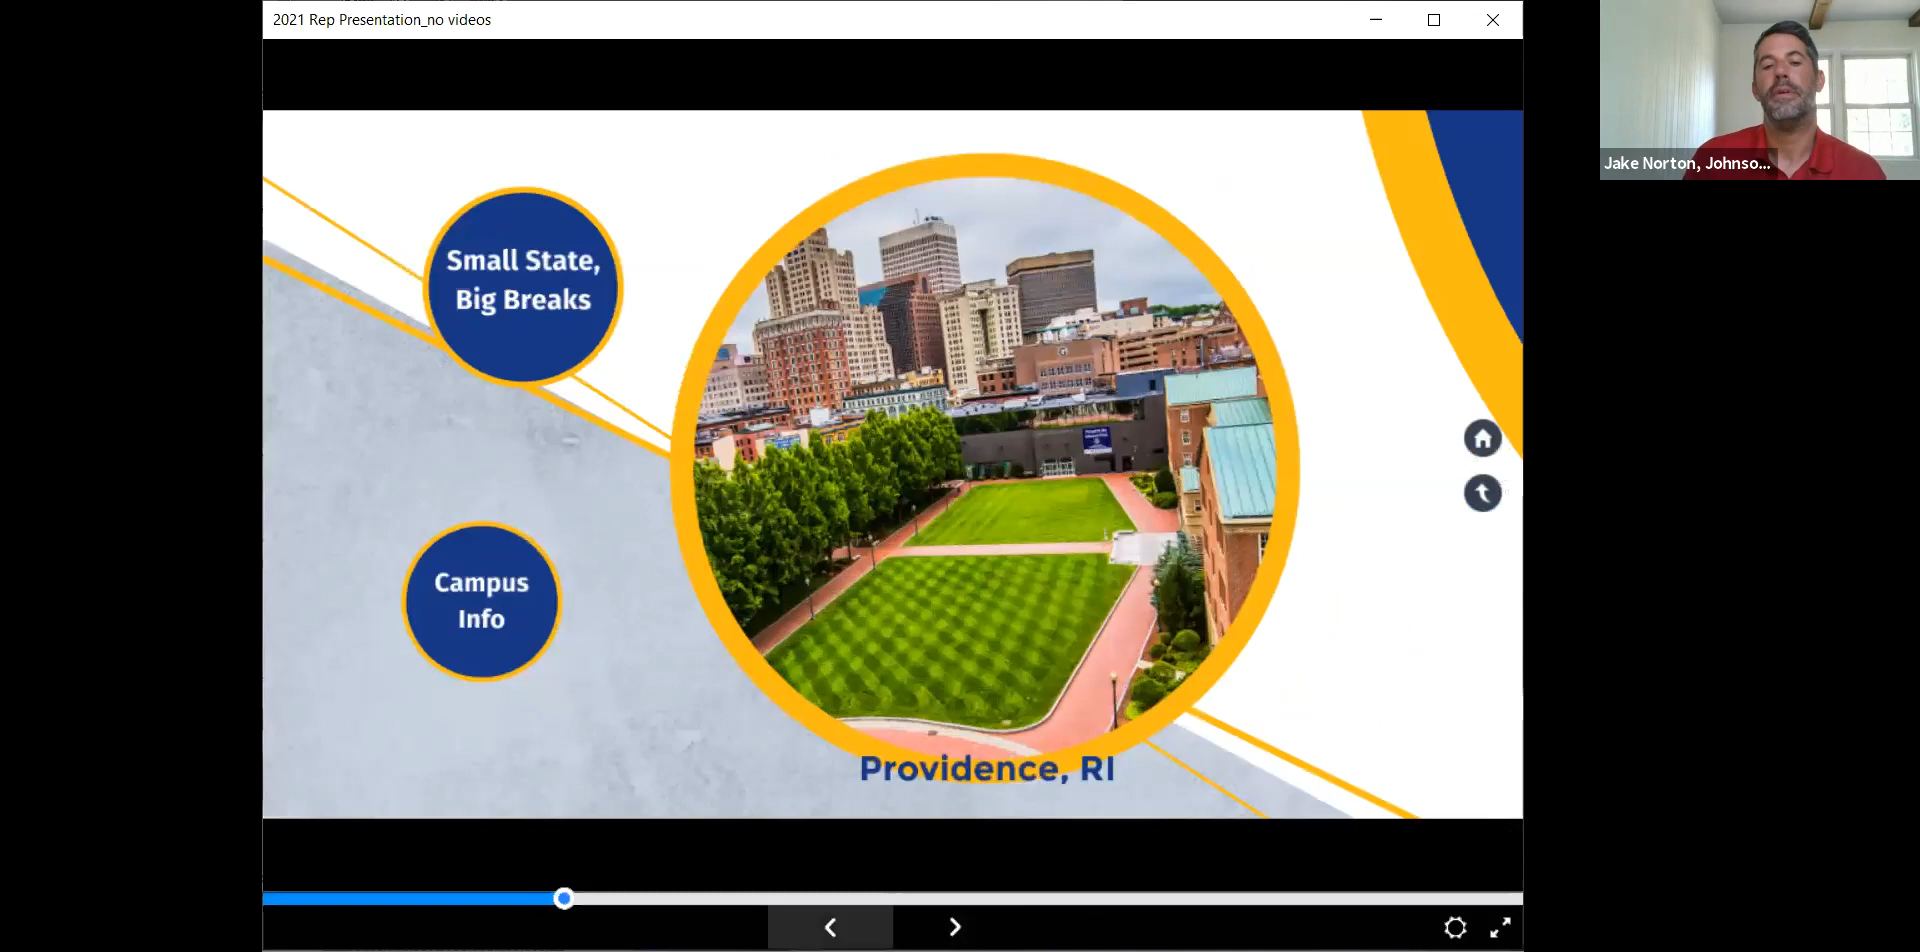 2021 Rep Presentation_no videos
Small State,
Big Breaks
Campus
Info
Providence, RI
Jake Norton, Johnso...